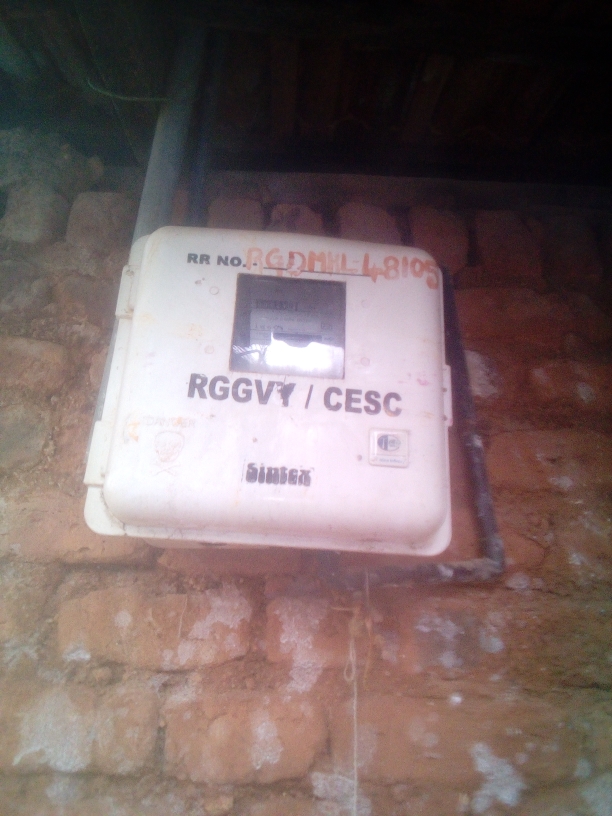 RR NO. RGDMHL-48105
RGGVY / CESC
Sintex